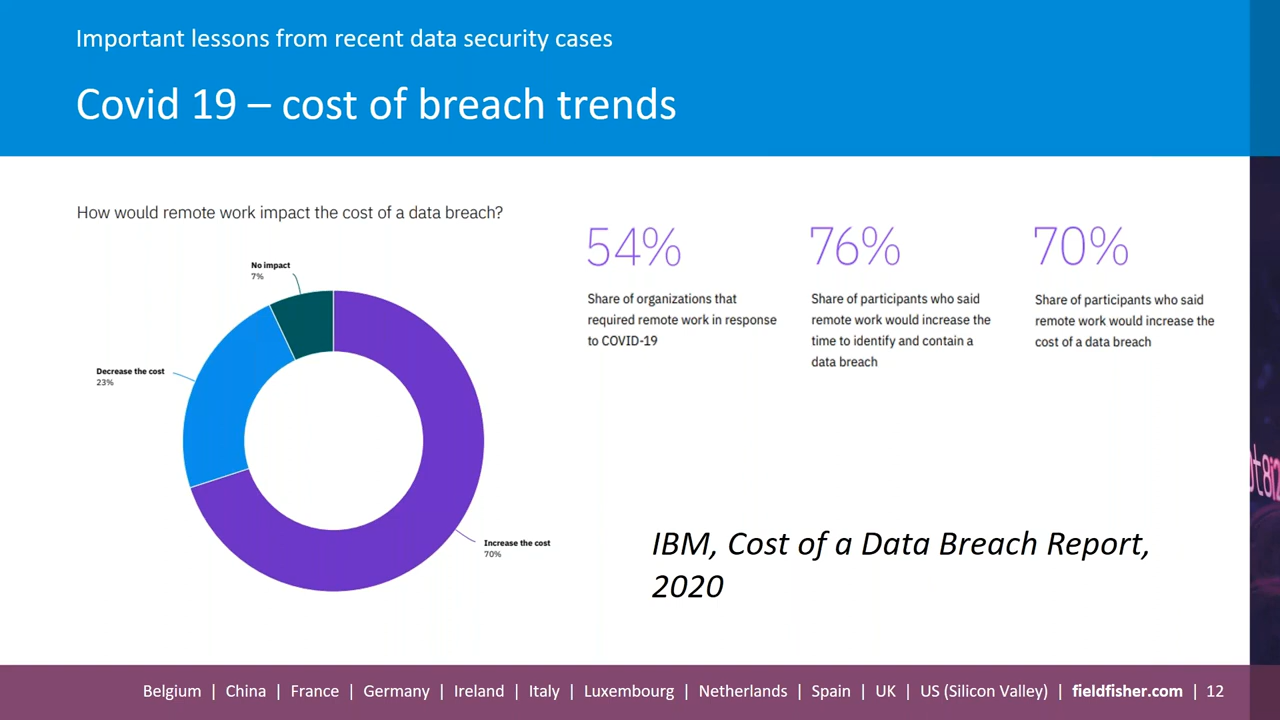 Important lessons from recent data security cases
Covid 19 – cost of breach trends
How would remote work impact the cost of a data breach?
No impact
7%
Decrease the cost
23%
Increase the cost
70%
54%
Share of organizations that
required remote work in response
to COVID-19
76%
Share of participants who said
remote work would increase the
time to identify and contain a
data breach
70%
Share of participants who said
remote work would increase the
cost of a data breach
IBM, Cost of a Data Breach Report,
2020
Belgium | China | France | Germany | Ireland | Italy | Luxembourg | Netherlands | Spain | UK | US (Silicon Valley) | fieldfisher.com | 12